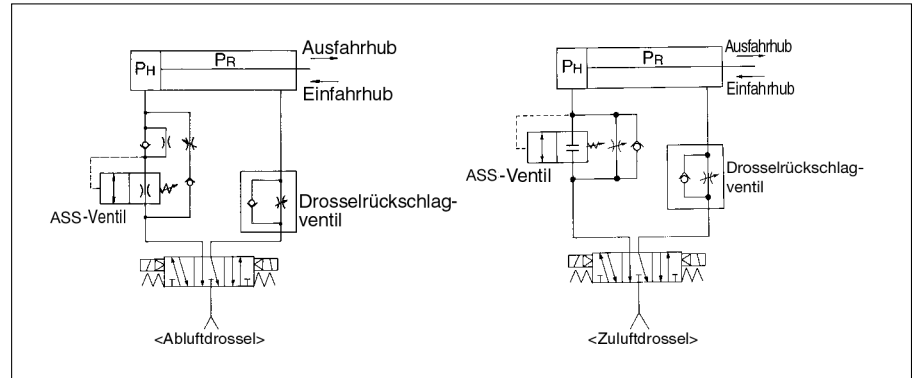 Ausfahrhub
PH
PR
Einfahrhub
ASS-Ventil
Drosselrückschlag-
ventil
<Abluftdrossel>
Ausfahrhub
PH
PR
Einfahrhub
ASS-Ventil
Drosselrückschlag-
ventil
<Zuluftdrossel>